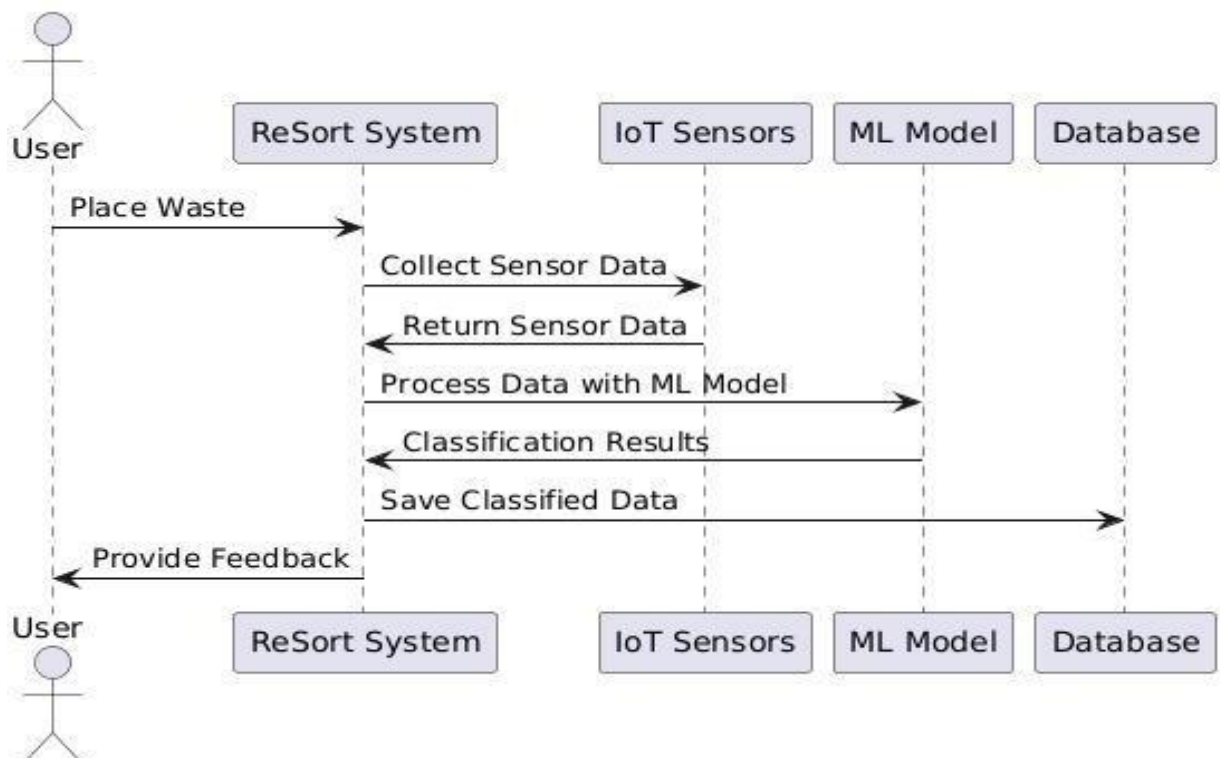 User
ReSort System
IoT Sensors
ML Model
Database
Place Waste
Collect Sensor Data
Return Sensor Data
Process Data with ML Model
Classification Results
Save Classified Data
Provide Feedback
User
ReSort System
IoT Sensors
ML Model
Database